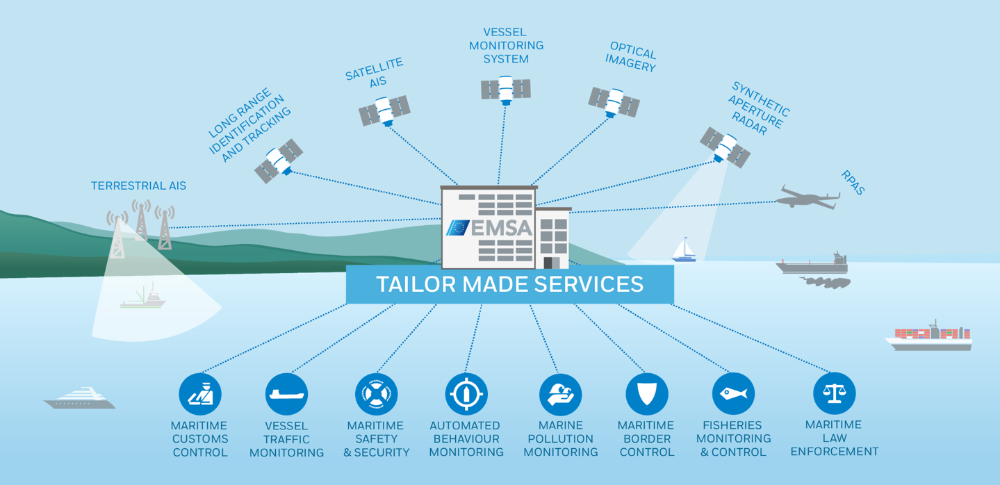 VESSEL
MONITORING
SYSTEM
OPTICAL
IMAGERY
SATELLITE
AIS
SYNTHETIC
APERTURE
RADAR
LONG RANGE
IDENTIFICATION
AND TRACKING
TERRESTRIAL AIS
RPAS
EMSA
TAILOR MADE SERVICES
MARITIME
CUSTOMS
CONTROL
VESSEL
TRAFFIC
MONITORING
MARITIME
SAFETY
& SECURITY
AUTOMATED
BEHAVIOUR
MONITORING
MARINE
POLLUTION
MONITORING
MARITIME
BORDER
CONTROL
FISHERIES
MONITORING
& CONTROL
MARITIME
LAW
ENFORCEMENT